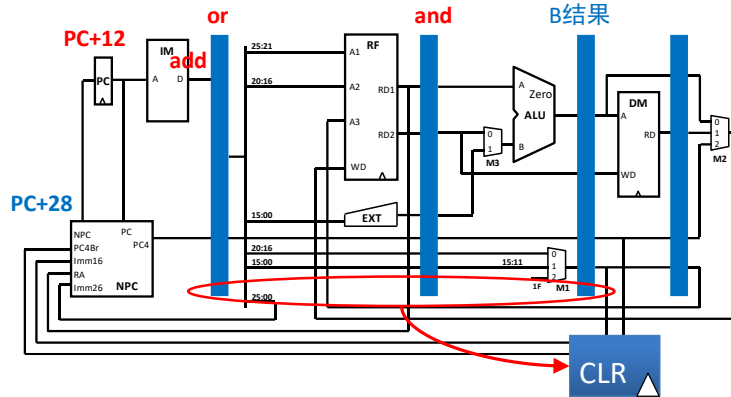 or
and
B结果
PC+12
IM
add
PC
A
D
25:21
20:16
RF
A1
A2
A3
WD
RD1
RD2
A
Zero
ALU
B
0
1
M3
DM
A
RD
WD
0
1
2
M2
PC+28
NPC
PC
PC4
PC4Br
Imm16
RA
Imm26
NPC
15:00
EXT
20:16
15:00
15:11
0
1
2
1F
M1
25:00
CLR